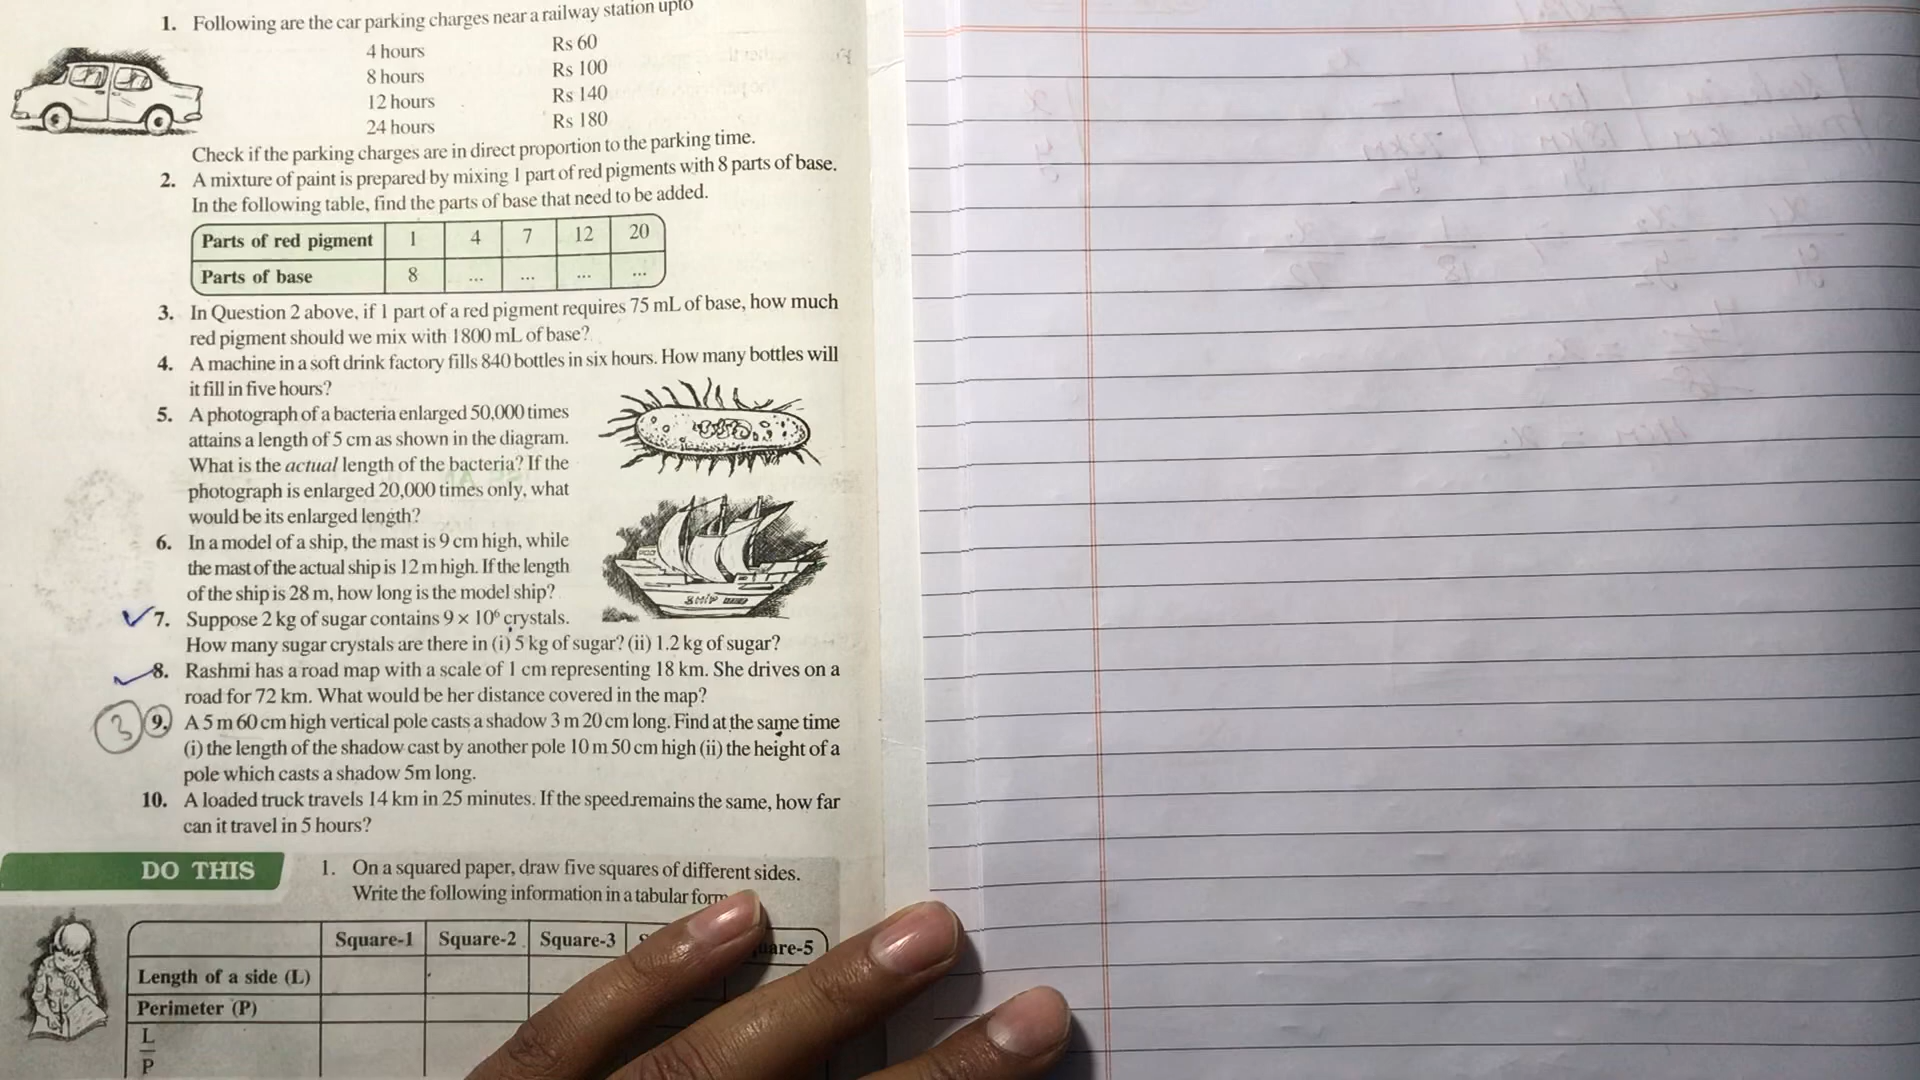 1. Following are the car parking charges near a railway station upto
4 hours Rs 60
8 hours Rs 100
12 hours Rs 140
24 hours Rs 180
Check if the parking charges are in direct proportion to the parking time.
2. A mixture of paint is prepared by mixing 1 part of red pigments with 8 parts of base.
In the following table, find the parts of base that need to be added.
Parts of red pigment 1 4 7 12 20
Parts of base 8 ... ... ... ...
3. In Question 2 above, if 1 part of a red pigment requires 75 mL of base, how much
red pigment should we mix with 1800 mL of base?
4. A machine in a soft drink factory fills 840 bottles in six hours. How many bottles will
it fill in five hours?
5. A photograph of a bacteria enlarged 50,000 times
attains a length of 5 cm as shown in the diagram.
What is the actual length of the bacteria? If the
photograph is enlarged 20,000 times only, what
would be its enlarged length?
6. In a model of a ship, the mast is 9 cm high, while
the mast of the actual ship is 12 m high. If the length
of the ship is 28 m, how long is the model ship?
SHIP
7. Suppose 2 kg of sugar contains 9 × 10⁶ crystals.
How many sugar crystals are there in (i) 5 kg of sugar? (ii) 1.2 kg of sugar?
8. Rashmi has a road map with a scale of 1 cm representing 18 km. She drives on a
road for 72 km. What would be her distance covered in the map?
3 9. A 5 m 60 cm high vertical pole casts a shadow 3 m 20 cm long. Find at the same time
(i) the length of the shadow cast by another pole 10 m 50 cm high (ii) the height of a
pole which casts a shadow 5m long.
10. A loaded truck travels 14 km in 25 minutes. If the speed remains the same, how far
can it travel in 5 hours?
DO THIS
1. On a squared paper, draw five squares of different sides.
Write the following information in a tabular form
Square-1 Square-2 Square-3 uare-5
Length of a side (L)
Perimeter (P)
L
P